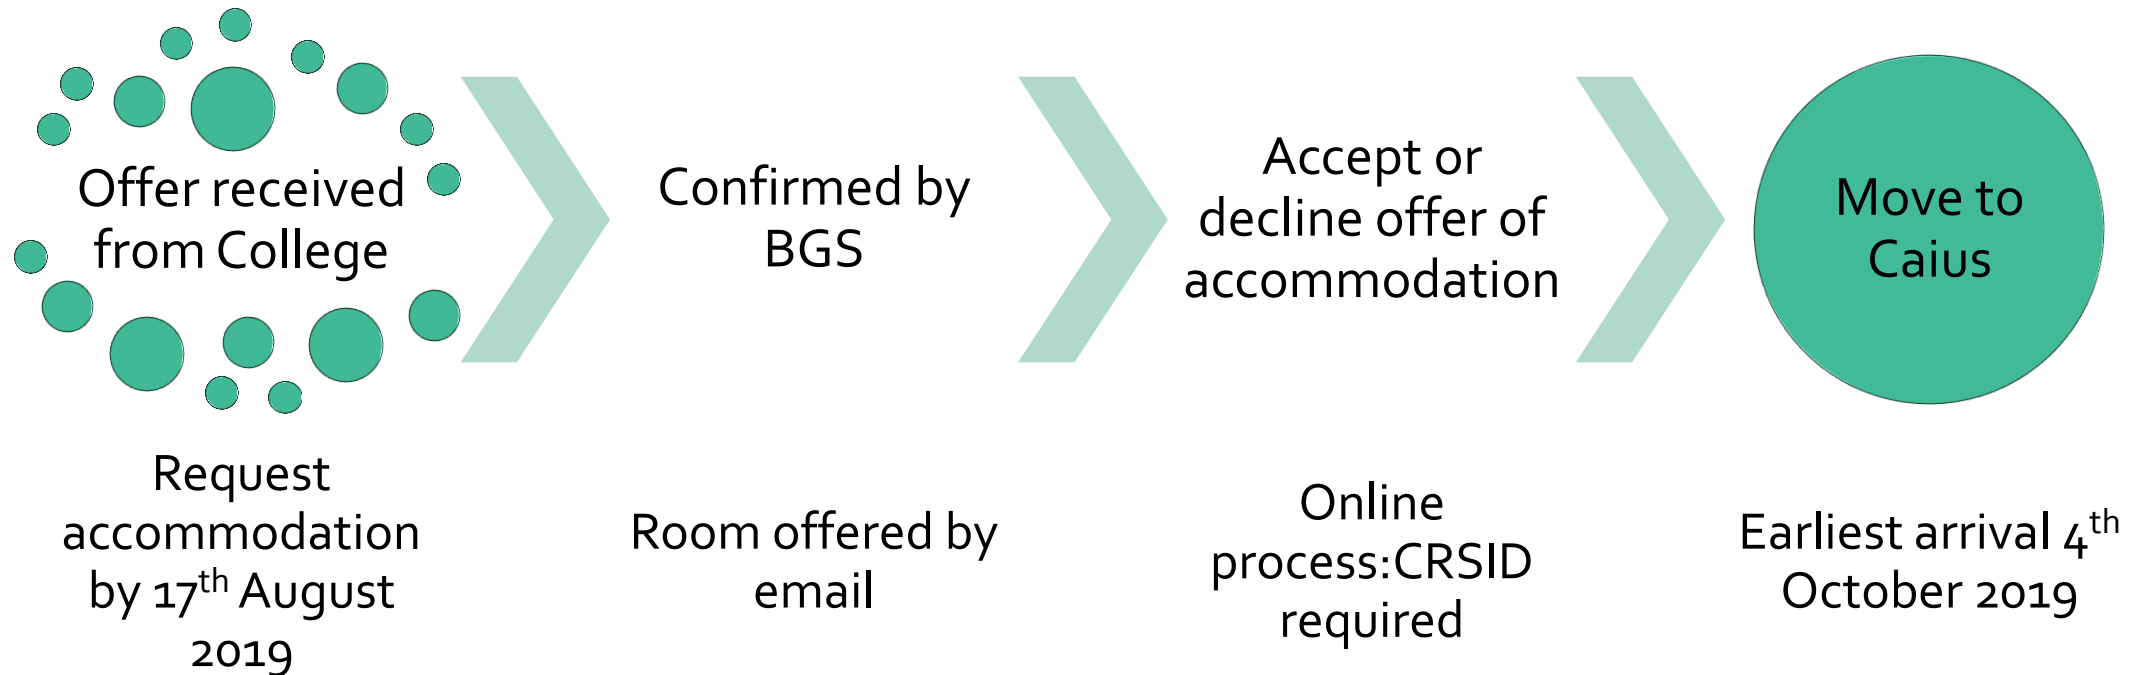 Offer received
from College
Confirmed by
BGS
Accept or
decline offer of
accommodation
Move to
Caius
Request
accommodation
by 17th August
2019
Room offered by
email
Online
process:CRSID
required
Earliest arrival 4th
October 2019